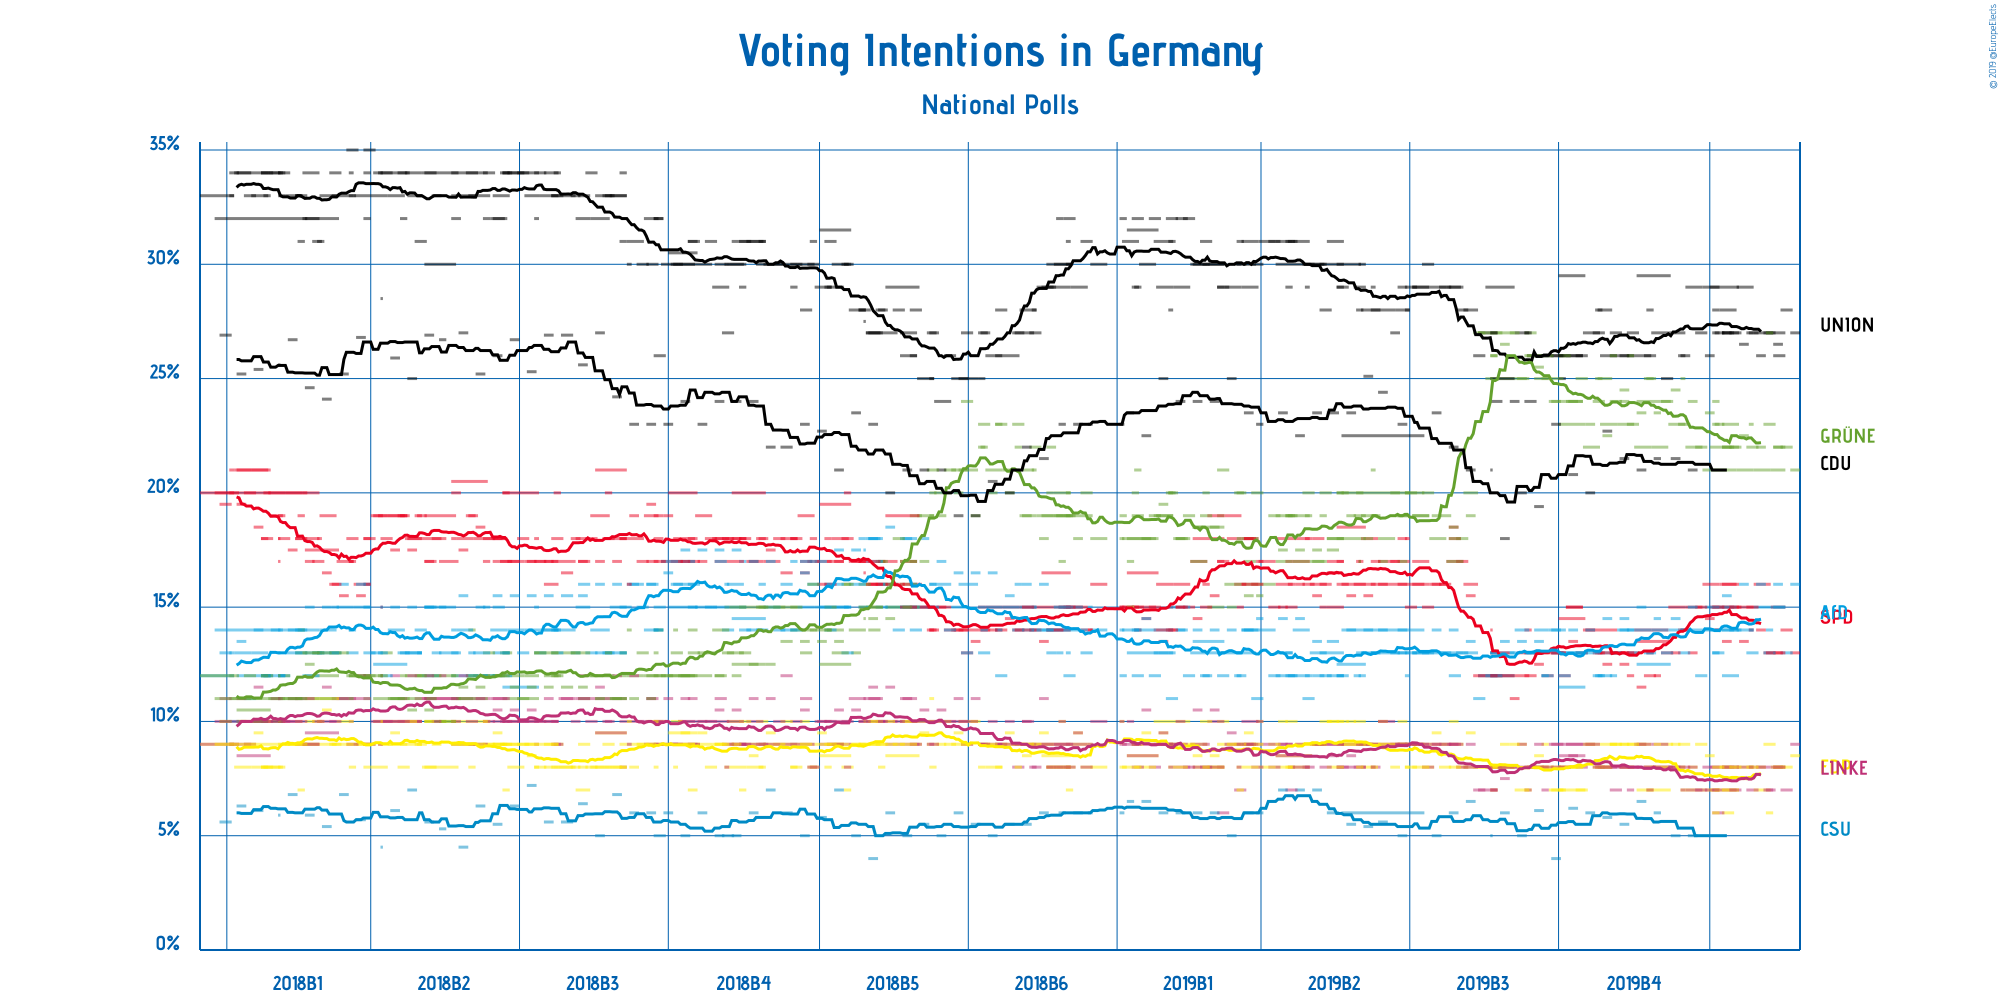 © 2019 @EuropeElects
Voting Intentions in Germany
National Polls
35%
30%
25%
20%
15%
10%
5%
0%
UNION
GRÜNE
CDU
AfD
SPD
LINKE
CSU
2018B1 2018B2 2018B3 2018B4 2018B5 2018B6 2019B1 2019B2 2019B3 2019B4